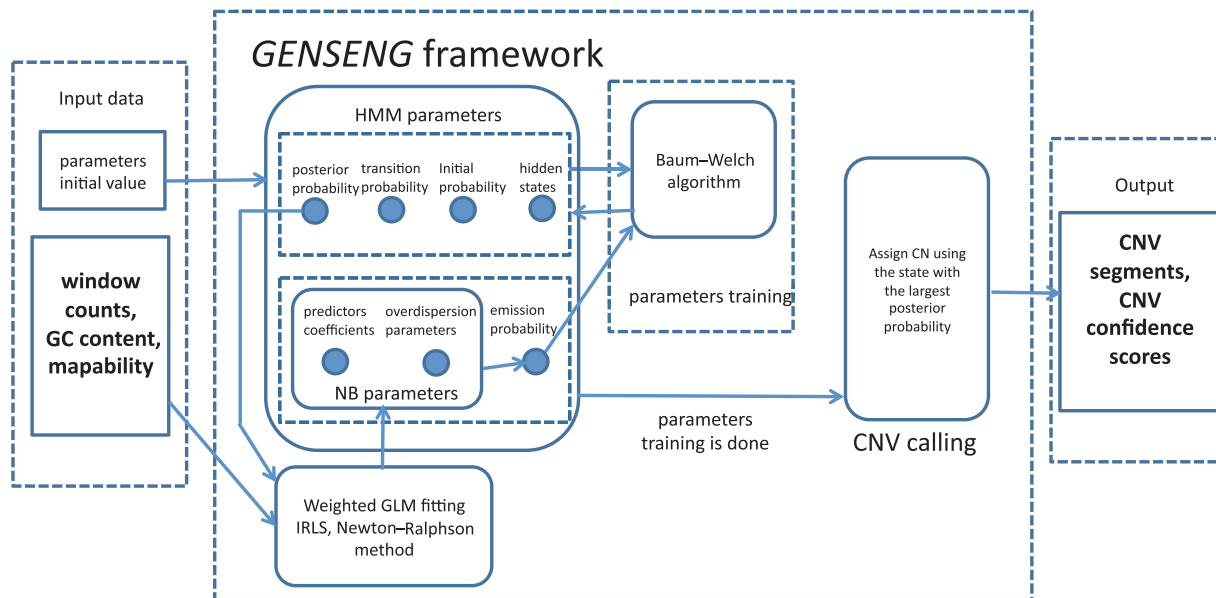 GENSENG framework
Input data
parameters
initial value
window
counts,
GC content,
mapability
HMM parameters
posterior
probability
transition
probability
Initial
probability
hidden
states
predictors
coefficients
overdispersion
parameters
emission
probability
NB parameters
Weighted GLM fitting
IRLS, Newton–Ralphson
method
Baum–Welch
algorithm
parameters training
parameters
training is done
Assign CN using
the state with
the largest
posterior
probability
CNV calling
Output
CNV
segments,
CNV
confidence
scores